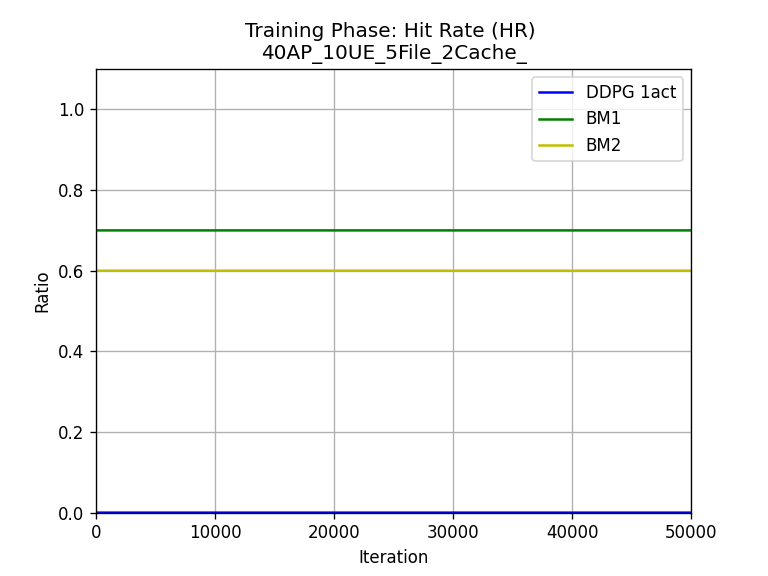 Training Phase: Hit Rate (HR)
40AP_10UE_5File_2Cache_
DDPG 1act
BM1
BM2
1.0
0.8
0.6
0.4
0.2
0.0
Ratio
0 10000 20000 30000 40000 50000
Iteration